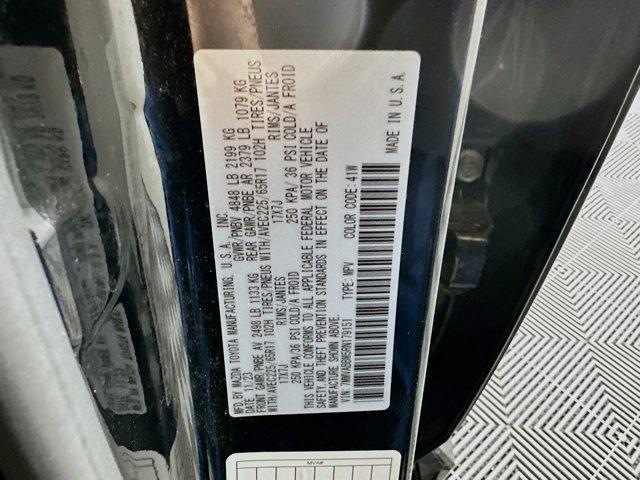 MFD.BY MAZDA TOYOTA MANUFACTURING, U.S.A., INC.
DATE 11/23 GVWR/PNBV 4848 LB 2199 KG
FRONT GAWR/PNBE AV 2498 LB 1133 KG REAR GAWR/PNBE AR 2379 LB 1079 KG
WITH/AVEC225/65R17 102H TIRES/PNEUS WITH/AVEC225/65R17 102H TIRES/PNEUS
17X7J RIMS/JANTES 17X7J RIMS/JANTES
250 KPA/36 PSI COLD/A FROID 250 KPA/36 PSI COLD/A FROID
THIS VEHICLE CONFORMS TO ALL APPLICABLE FEDERAL MOTOR VEHICLE
SAFETY AND THEFT PREVENTION STANDARDS IN EFFECT ON THE DATE OF
MANUFACTURE SHOWN ABOVE.
VIN: TYPE: MPV COLOR CODE: 41W
MADE IN U.S.A.